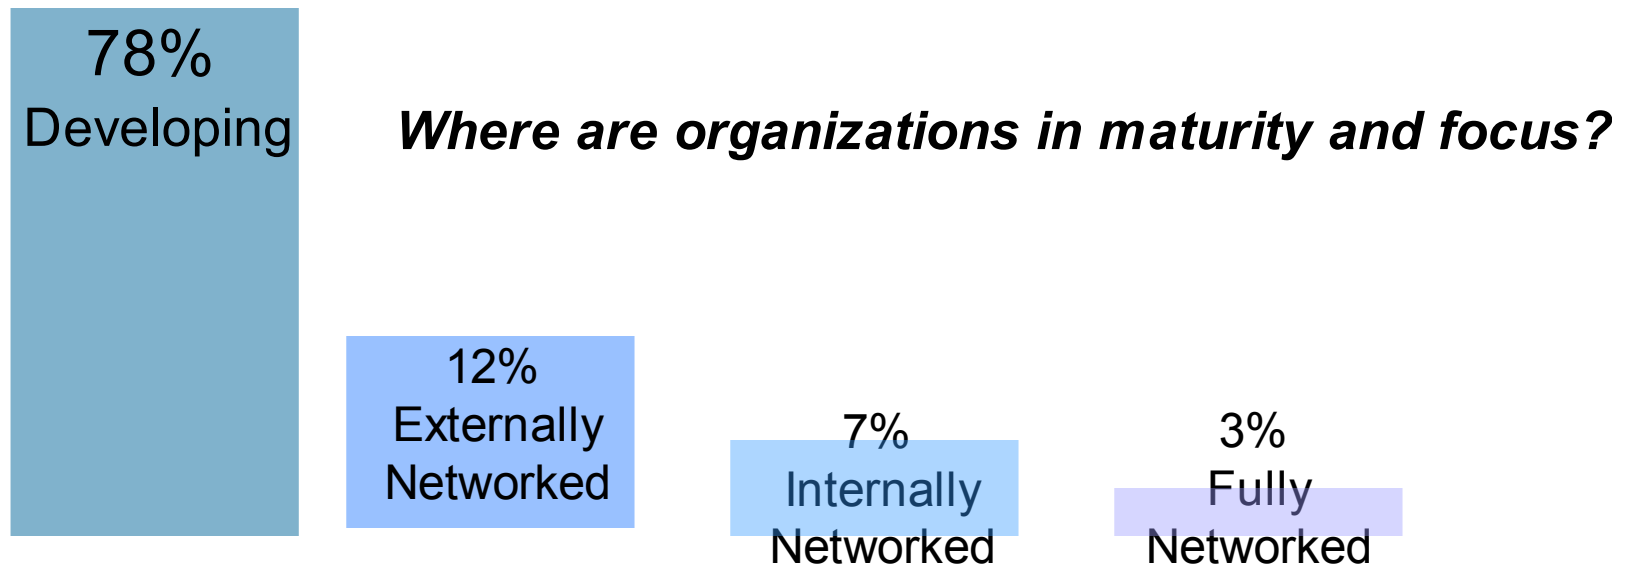 78%
Developing
Where are organizations in maturity and focus?
12%
Externally
Networked
7%
Internally
Networked
3%
Fully
Networked